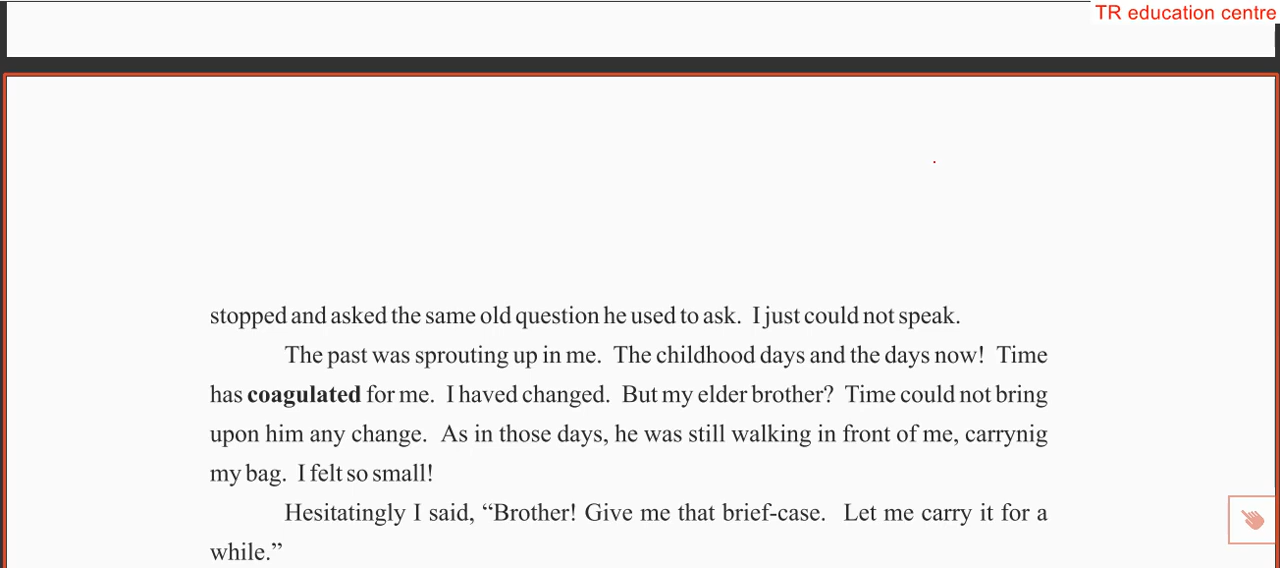 TR education centre
stopped and asked the same old question he used to ask. I just could not speak.
The past was sprouting up in me. The childhood days and the days now! Time
has coagulated for me. I haved changed. But my elder brother? Time could not bring
upon him any change. As in those days, he was still walking in front of me, carrynig
my bag. I felt so small!
Hesitatingly I said, “Brother! Give me that brief-case. Let me carry it for a
while.”